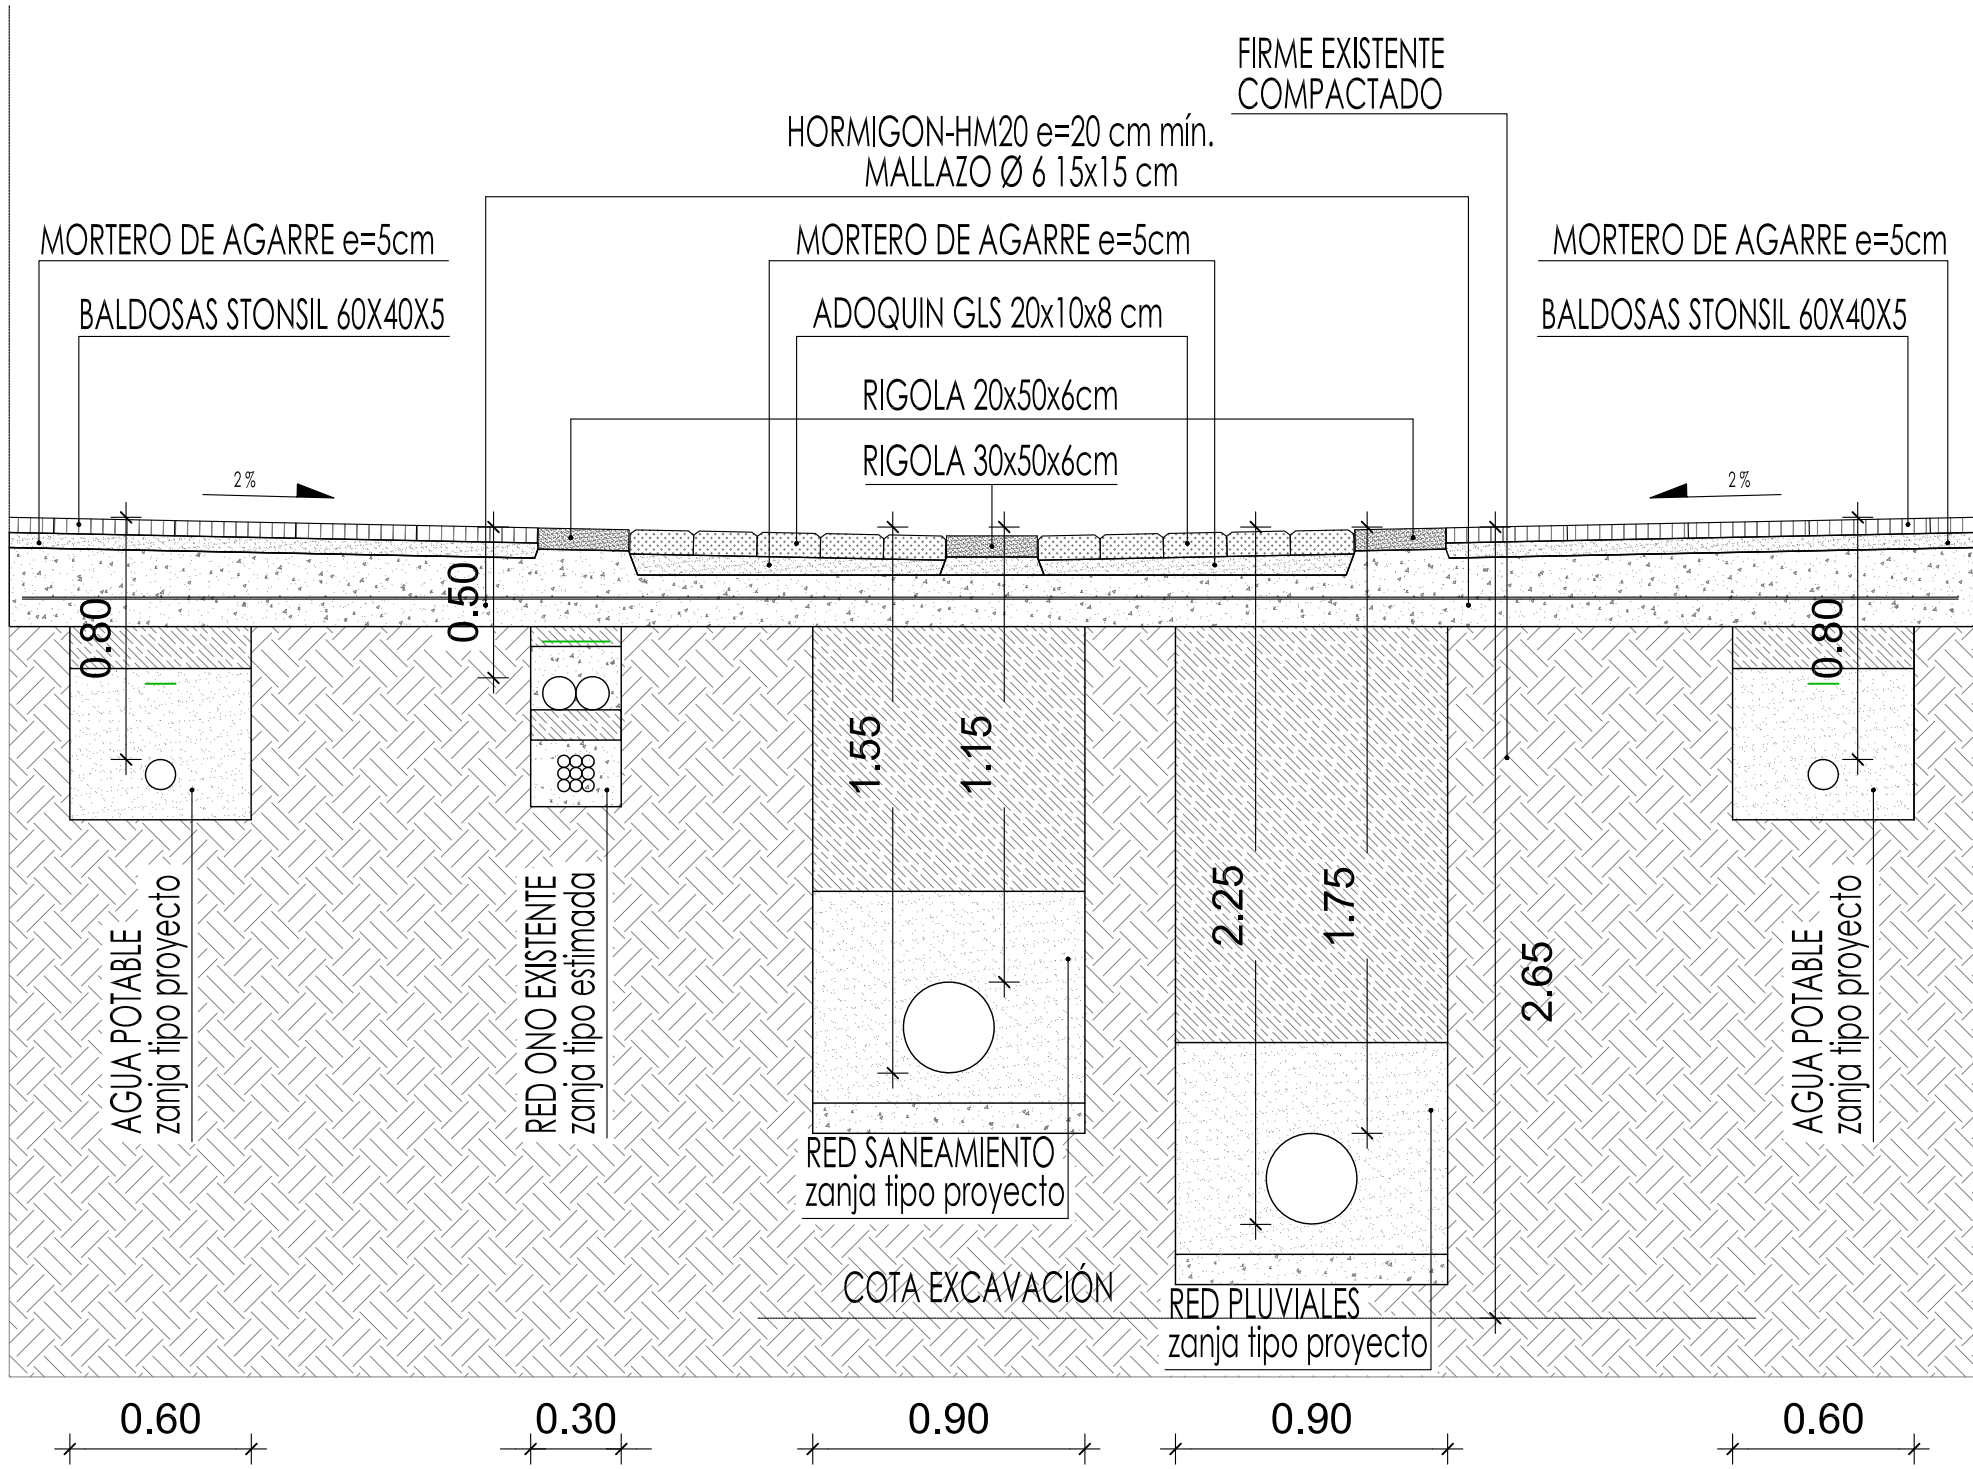 FIRME EXISTENTE
COMPACTADO
HORMIGON-HM20 e=20 cm mín.
MALLAZO Ø 6 15x15 cm
MORTERO DE AGARRE e=5cm
MORTERO DE AGARRE e=5cm
MORTERO DE AGARRE e=5cm
BALDOSAS STONSIL 60X40X5
ADOQUIN GLS 20x10x8 cm
BALDOSAS STONSIL 60X40X5
RIGOLA 20x50x6cm
RIGOLA 30x50x6cm
2%
2%
0.80
0.50
1.55
1.15
2.25
1.75
2.65
0.80
AGUA POTABLE
zanja tipo proyecto
RED ONO EXISTENTE
zanja tipo estimada
RED SANEAMIENTO
zanja tipo proyecto
AGUA POTABLE
zanja tipo proyecto
COTA EXCAVACIÓN
RED PLUVIALES
zanja tipo proyecto
0.60
0.30
0.90
0.90
0.60